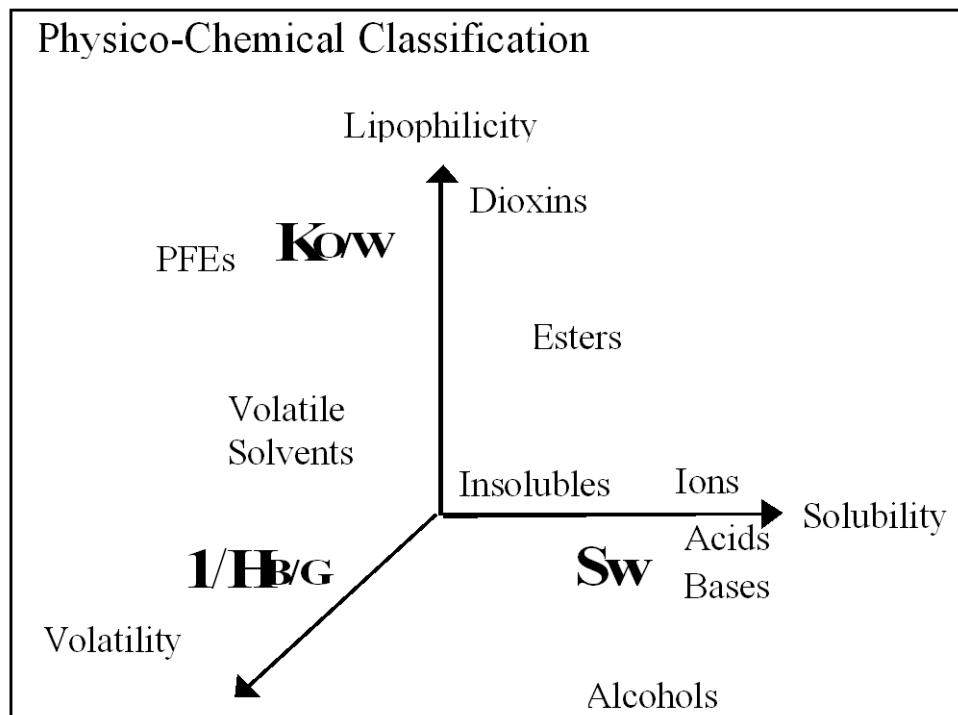 Physico-Chemical Classification
Lipophilicity
Dioxins
KO/W
PFEs
Esters
Volatile
Solvents
Insolubles
Ions
Solubility
Acids
1/HB/G
Sw
Bases
Volatility
Alcohols